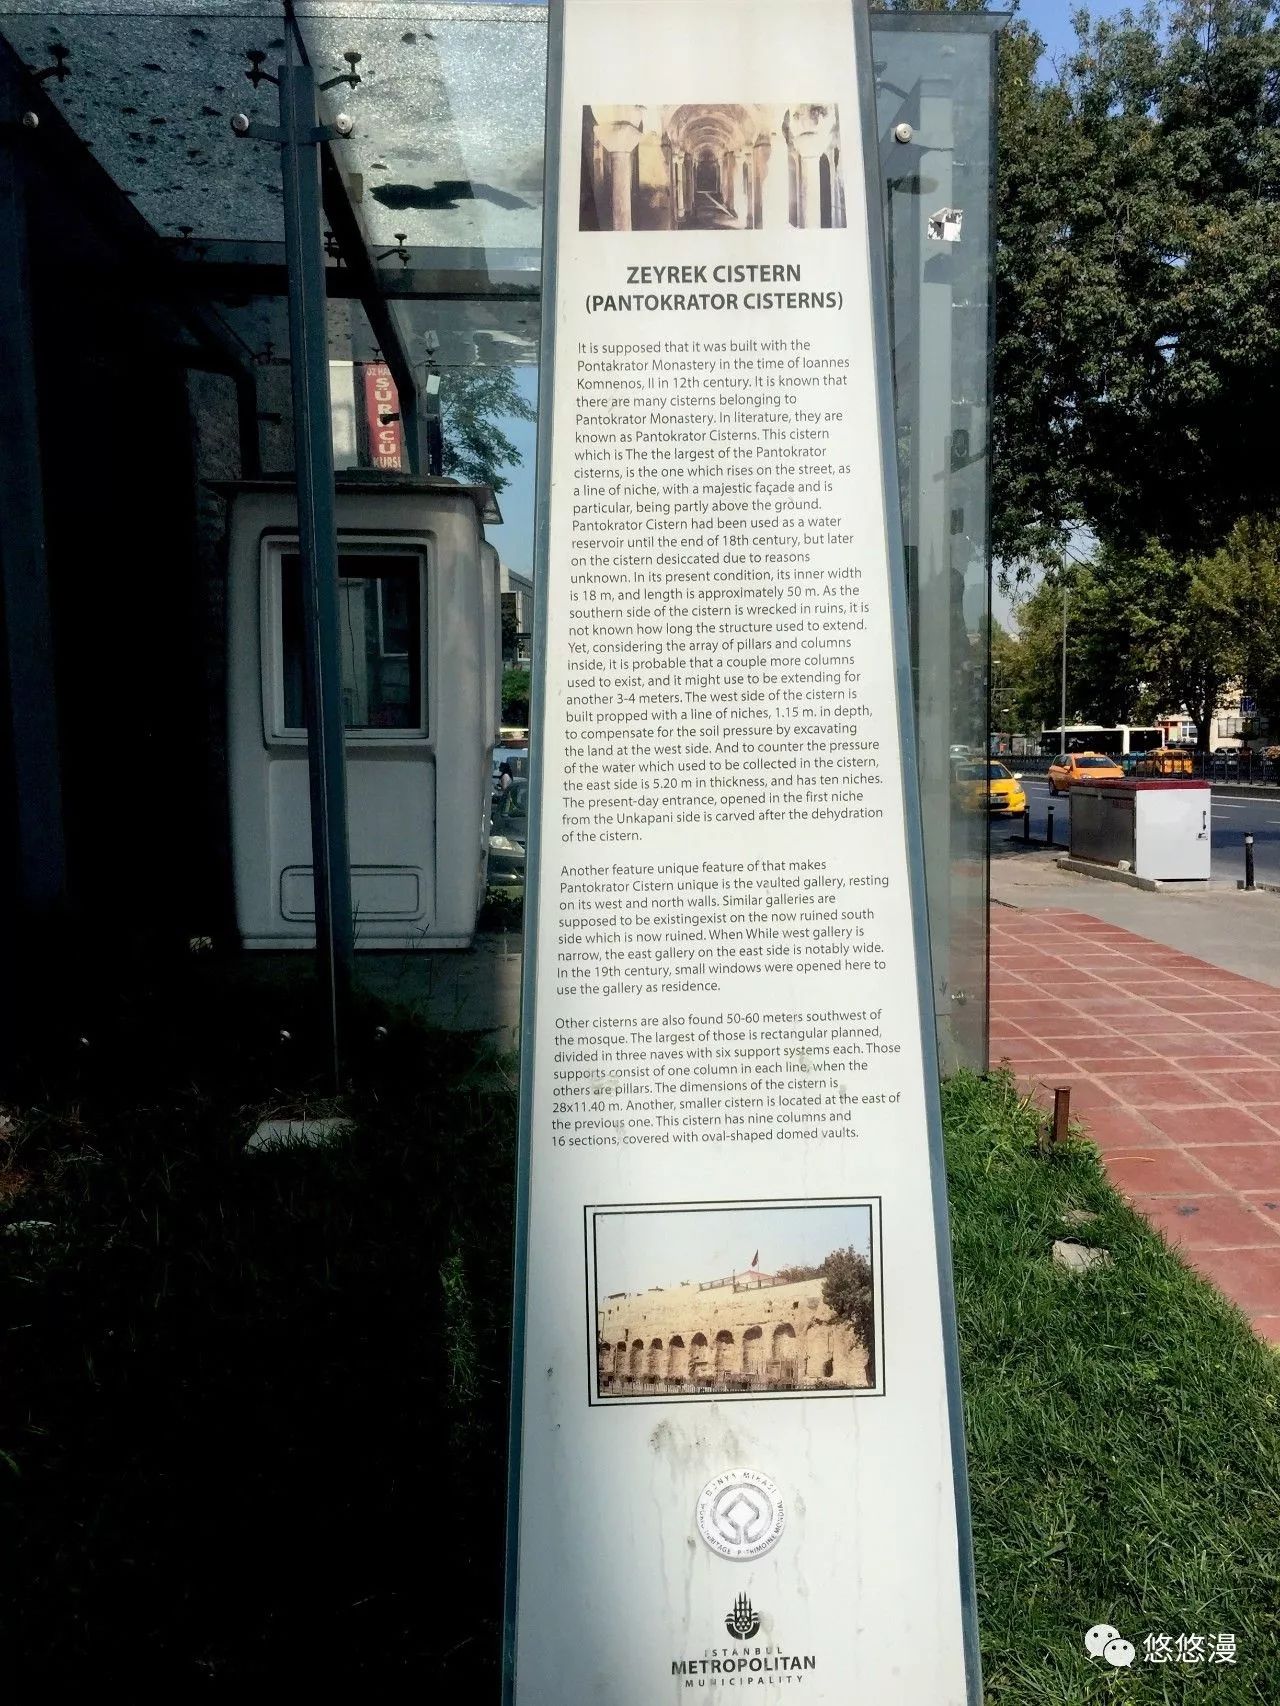 ÖZ HA
SÜRÜCÜ
KURSU
ZEYREK CISTERN
(PANTOKRATOR CISTERNS)
It is supposed that it was built with the
Pontakrator Monastery in the time of Ioannes
Komnenos, II in 12th century. It is known that
there are many cisterns belonging to
Pantokrator Monastery. In literature, they are
known as Pantokrator Cisterns. This cistern
which is The the largest of the Pantokrator
cisterns, is the one which rises on the street, as
a line of niche, with a majestic façade and is
particular, being partly above the ground.
Pantokrator Cistern had been used as a water
reservoir until the end of 18th century, but later
on the cistern desiccated due to reasons
unknown. In its present condition, its inner width
is 18 m, and length is approximately 50 m. As the
southern side of the cistern is wrecked in ruins, it is
not known how long the structure used to extend.
Yet, considering the array of pillars and columns
inside, it is probable that a couple more columns
used to exist, and it might use to be extending for
another 3-4 meters. The west side of the cistern is
built propped with a line of niches, 1.15 m. in depth,
to compensate for the soil pressure by excavating
the land at the west side. And to counter the pressure
of the water which used to be collected in the cistern,
the east side is 5.20 m in thickness, and has ten niches.
The present-day entrance, opened in the first niche
from the Unkapani side is carved after the dehydration
of the cistern.
Another feature unique feature of that makes
Pantokrator Cistern unique is the vaulted gallery, resting
on its west and north walls. Similar galleries are
supposed to be existingexist on the now ruined south
side which is now ruined. When While west gallery is
narrow, the east gallery on the east side is notably wide.
In the 19th century, small windows were opened here to
use the gallery as residence.
Other cisterns are also found 50-60 meters southwest of
the mosque. The largest of those is rectangular planned,
divided in three naves with six support systems each. Those
supports consist of one column in each line, when the
others are pillars. The dimensions of the cistern is
28x11.40 m. Another, smaller cistern is located at the east of
the previous one. This cistern has nine columns and
16 sections, covered with oval-shaped domed vaults.
DÜNYA MİRASI
WORLD HERITAGE PATRIMOINE MONDIAL
ISTANBUL
METROPOLITAN
MUNICIPALITY
悠悠漫